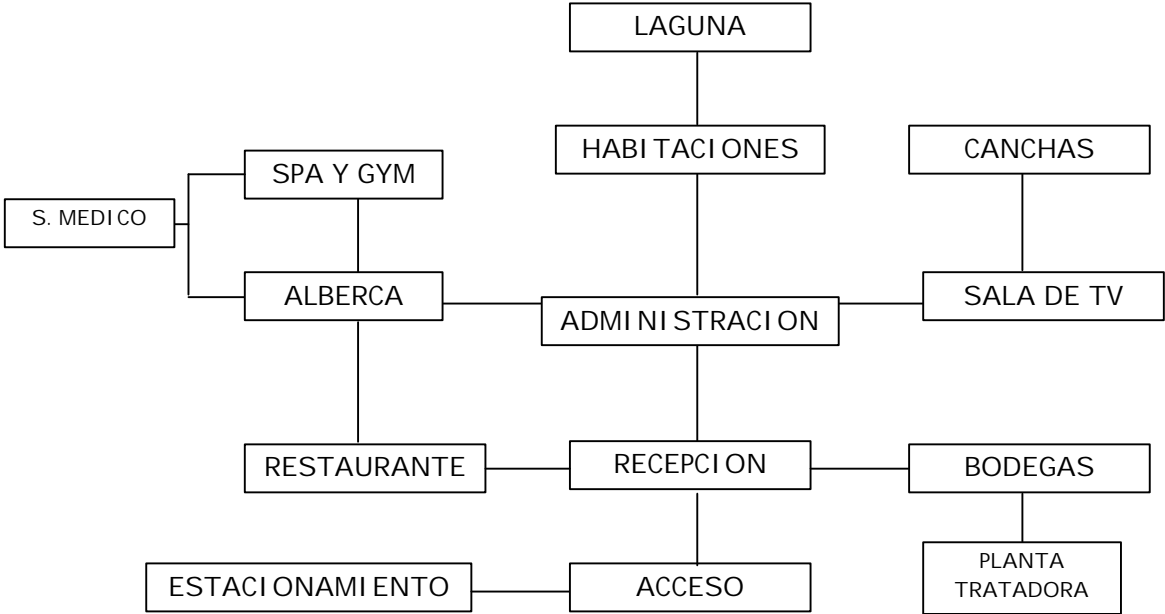 LAGUNA
HABITACIONES
CANCHAS
SPA Y GYM
S. MEDICO
ALBERCA
ADMINISTRACION
SALA DE TV
RESTAURANTE
RECEPCION
BODEGAS
ESTACIONAMIENTO
ACCESO
PLANTA
TRATADORA